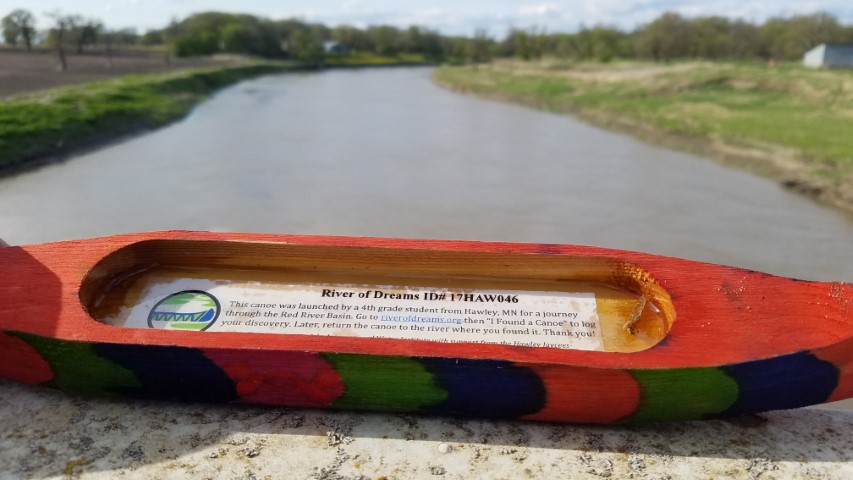 River of Dreams ID# 17HAW046
This canoe was launched by a 4th grade student from Hawley, MN for a journey
through the Red River Basin. Go to riverofdreams.org then "I Found a Canoe" to log
your discovery. Later, return the canoe to the river where you found it. Thank you!
with support from the Hawley Jaycees